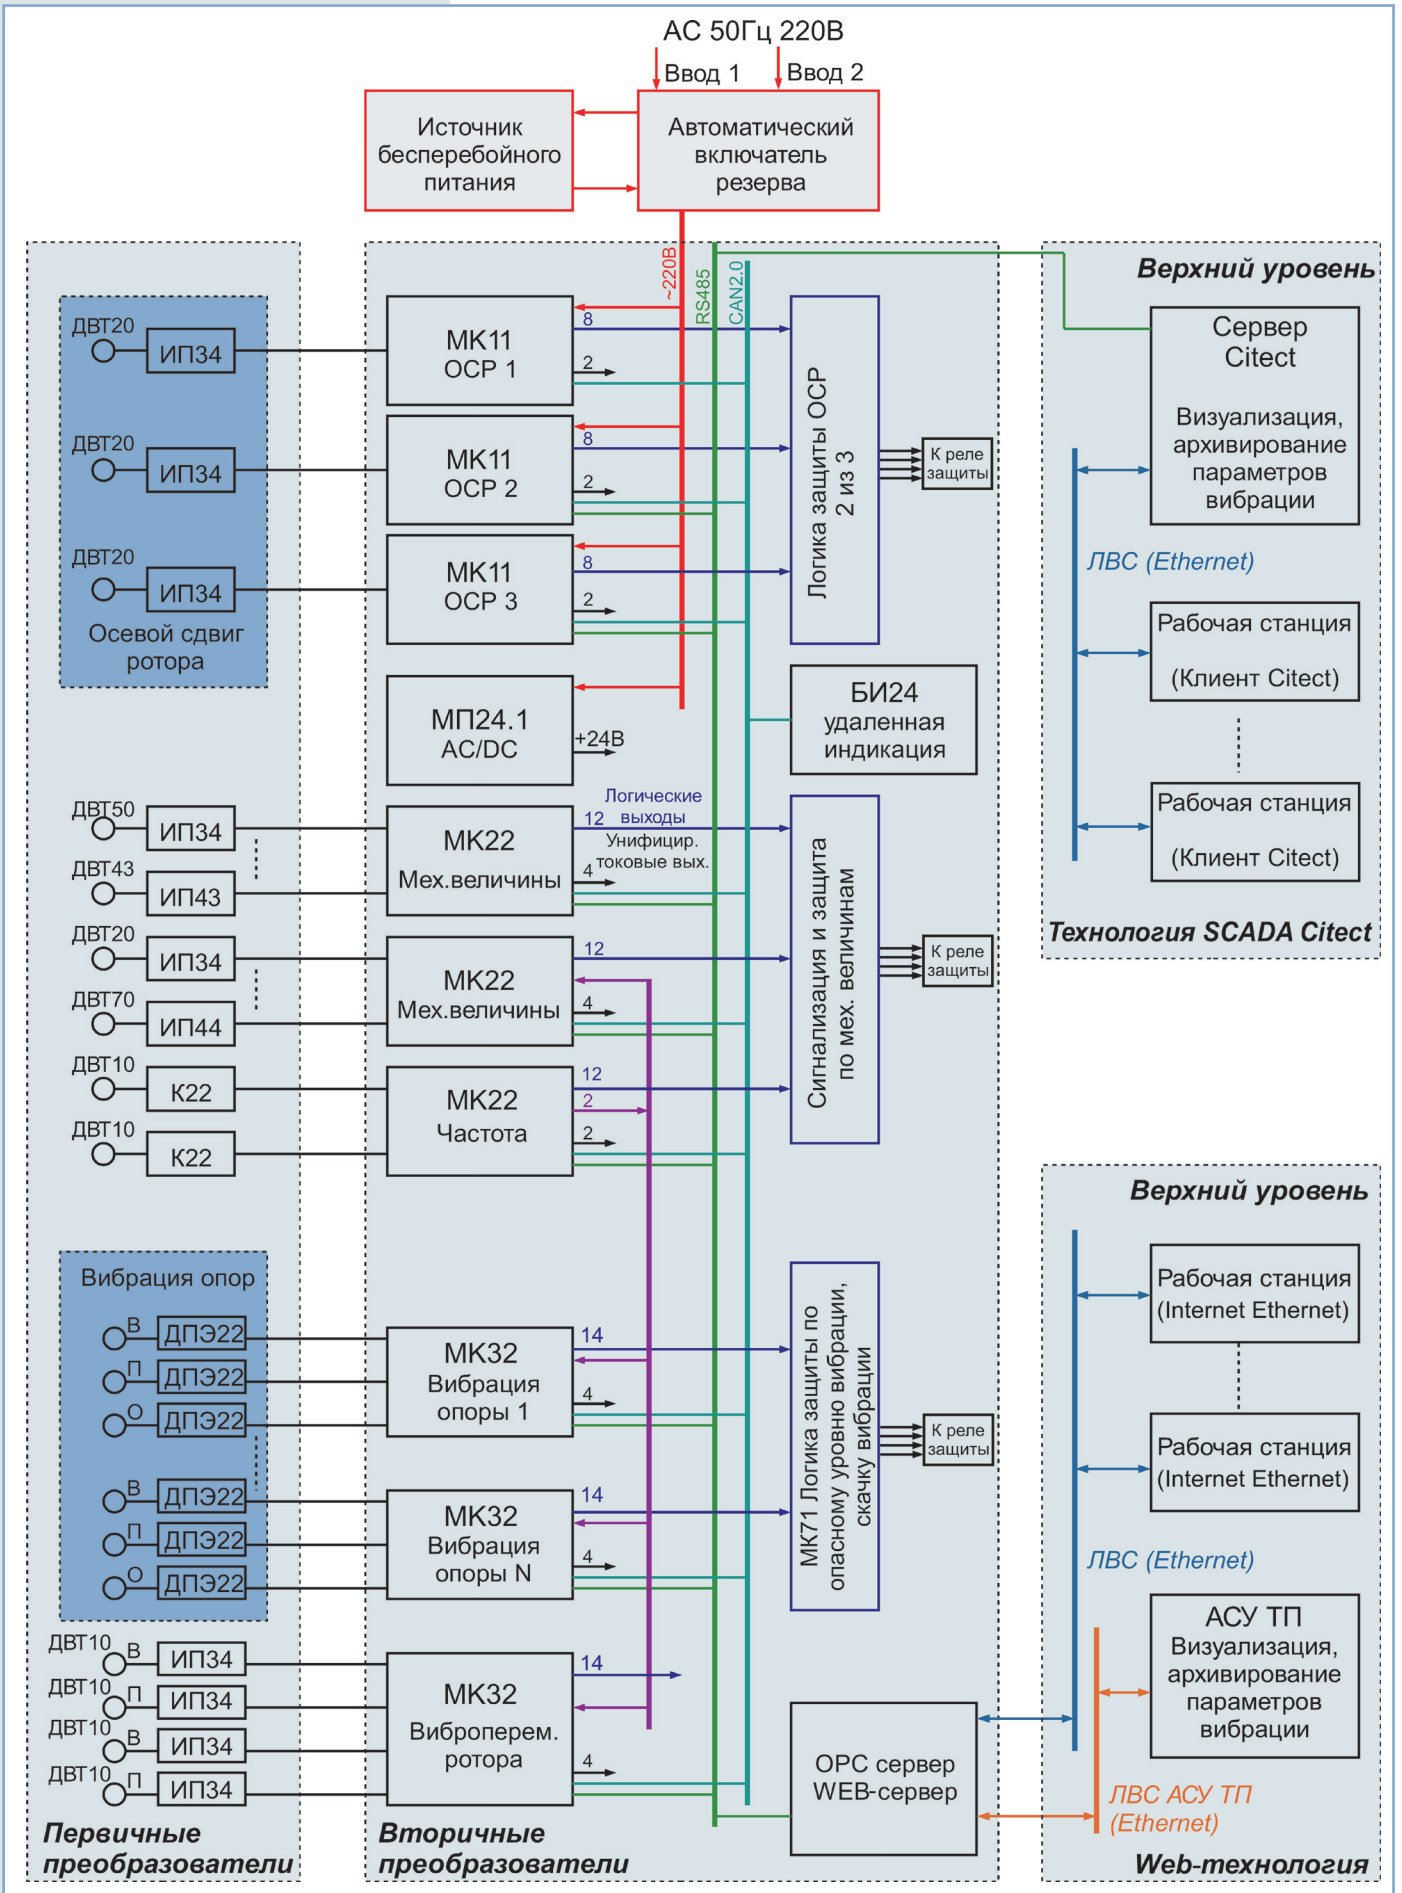 АС 50Гц 220В
Ввод 1
Ввод 2
Источник
бесперебойного
питания
Автоматический
включатель
резерва
~220В
RS485
CAN2.0
ДВТ20
ИП34
ДВТ20
ИП34
ДВТ20
ИП34
Осевой сдвиг
ротора
МК11
ОСР 1
8
2
МК11
ОСР 2
8
2
МК11
ОСР 3
8
2
Логика защиты ОСР
2 из 3
К реле
защиты
МП24.1
AC/DC
+24В
БИ24
удаленная
индикация
ДВТ50
ИП34
ДВТ43
ИП43
МК22
Мех.величины
12
Логические
выходы
Унифицир.
токовые вых.
4
ДВТ20
ИП34
ДВТ70
ИП44
МК22
Мех.величины
12
4
ДВТ10
К22
ДВТ10
К22
МК22
Частота
12
2
2
Сигнализация и защита
по мех. величинам
К реле
защиты
Вибрация опор
В
ДПЭ22
П
ДПЭ22
О
ДПЭ22
МК32
Вибрация
опоры 1
14
4
В
ДПЭ22
П
ДПЭ22
О
ДПЭ22
МК32
Вибрация
опоры N
14
4
МК71 Логика защиты по
опасному уровню вибрации,
скачку вибрации
К реле
защиты
ДВТ10
В
ИП34
ДВТ10
П
ИП34
ДВТ10
В
ИП34
ДВТ10
П
ИП34
МК32
Виброперем.
ротора
14
4
OPC сервер
WEB-сервер
Первичные
преобразователи
Вторичные
преобразователи
Верхний уровень
Сервер
Citect
Визуализация,
архивирование
параметров
вибрации
ЛВС (Ethernet)
Рабочая станция
(Клиент Citect)
Рабочая станция
(Клиент Citect)
Технология SCADA Citect
Верхний уровень
Рабочая станция
(Internet Ethernet)
Рабочая станция
(Internet Ethernet)
ЛВС (Ethernet)
АСУ ТП
Визуализация,
архивирование
параметров
вибрации
ЛВС АСУ ТП
(Ethernet)
Web-технология